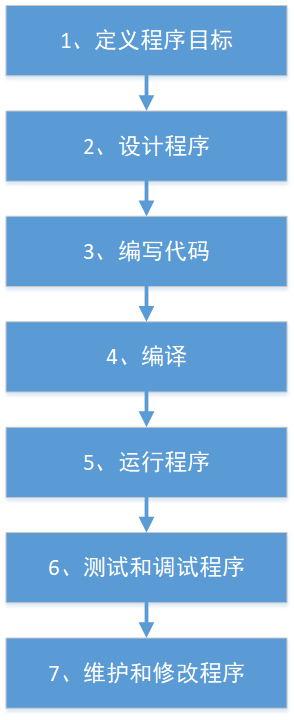 1、定义程序目标
2、设计程序
3、编写代码
4、编译
5、运行程序
6、测试和调试程序
7、维护和修改程序